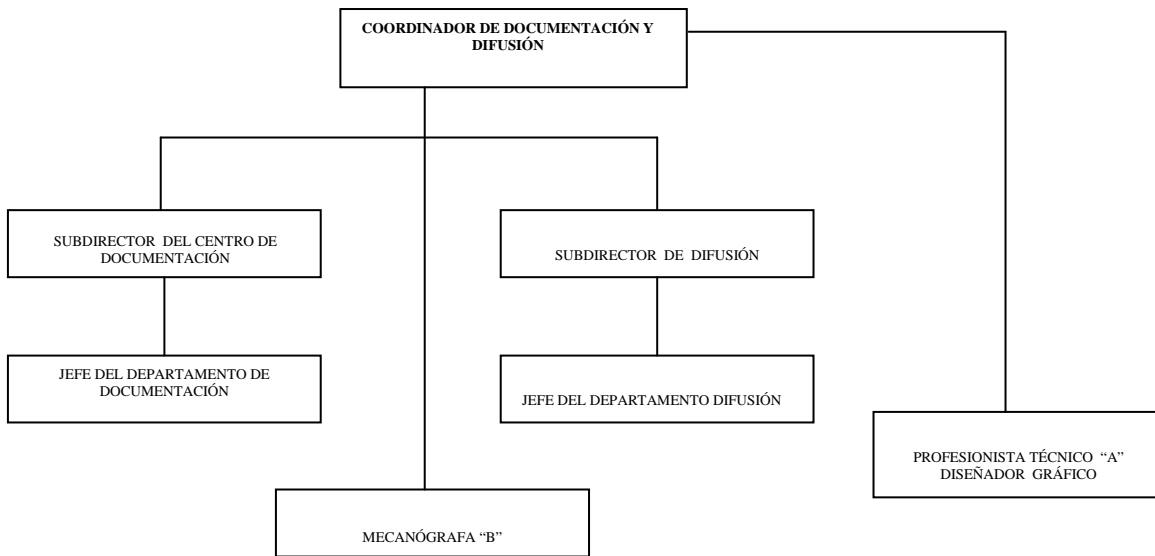 COORDINADOR DE DOCUMENTACIÓN Y
DIFUSIÓN
SUBDIRECTOR DEL CENTRO DE
DOCUMENTACIÓN
SUBDIRECTOR DE DIFUSIÓN
JEFE DEL DEPARTAMENTO DE
DOCUMENTACIÓN
JEFE DEL DEPARTAMENTO DIFUSIÓN
PROFESIONISTA TÉCNICO “A”
DISEÑADOR GRÁFICO
MECANÓGRAFA “B”